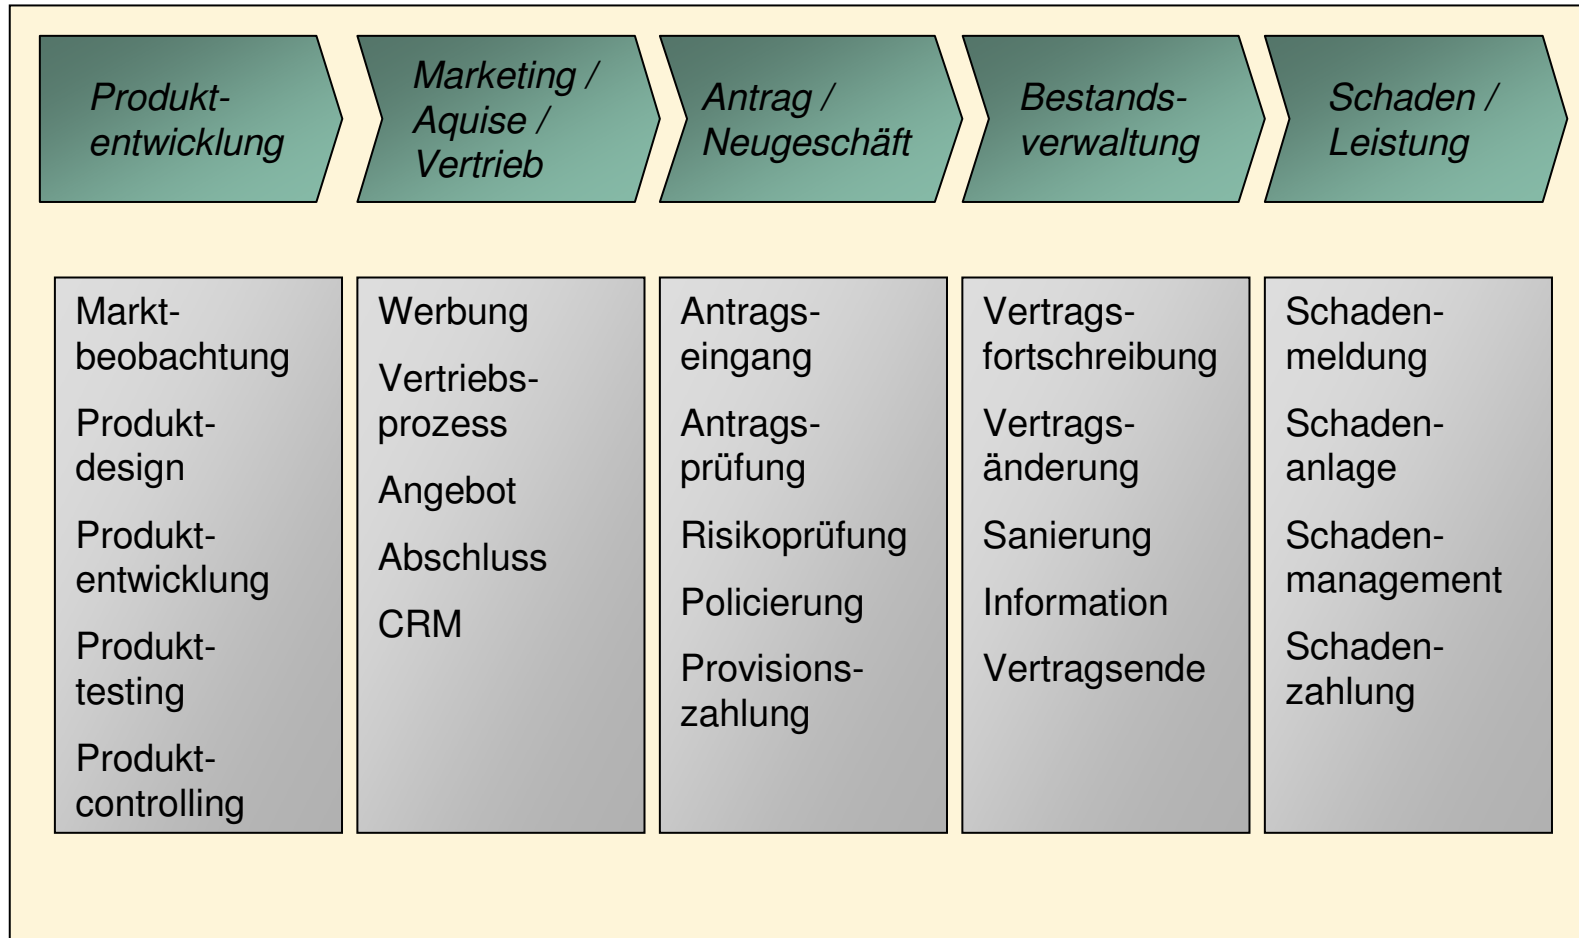 Produkt-
entwicklung
Marketing /
Aquise /
Vertrieb
Antrag /
Neugeschäft
Bestands-
verwaltung
Schaden /
Leistung
Markt-
beobachtung
Produkt-
design
Produkt-
entwicklung
Produkt-
testing
Produkt-
controlling
Werbung
Vertriebs-
prozess
Angebot
Abschluss
CRM
Antrags-
eingang
Antrags-
prüfung
Risikoprüfung
Policierung
Provisions-
zahlung
Vertrags-
fortschreibung
Vertrags-
änderung
Sanierung
Information
Vertragsende
Schaden-
meldung
Schaden-
anlage
Schaden-
management
Schaden-
zahlung